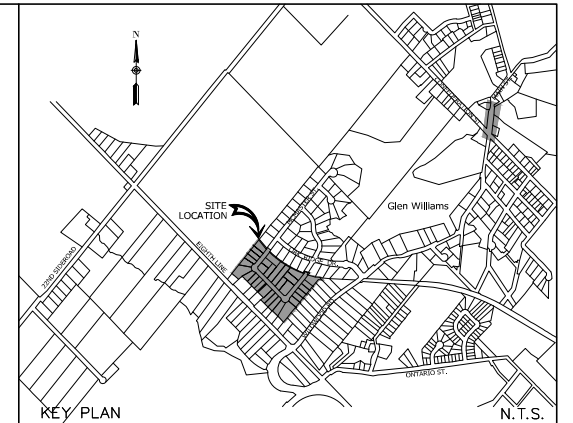 N
SITE
LOCATION
Glen Williams
EIGHTH LINE
22ND SIDEROAD
ONTARIO ST.
KEY PLAN
N.T.S.